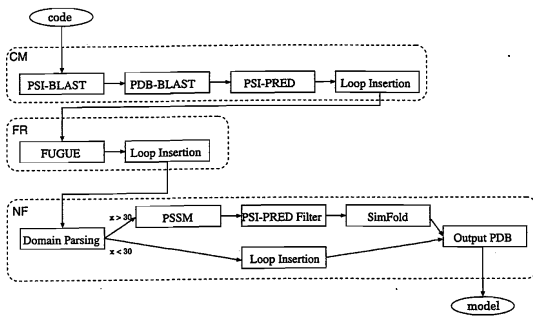 code
CM
PSI-BLAST
PDB-BLAST
PSI-PRED
Loop Insertion
FR
FUGUE
Loop Insertion
NF
Domain Parsing
x > 30
PSSM
PSI-PRED Filter
SimFold
x < 30
Loop Insertion
Output PDB
model